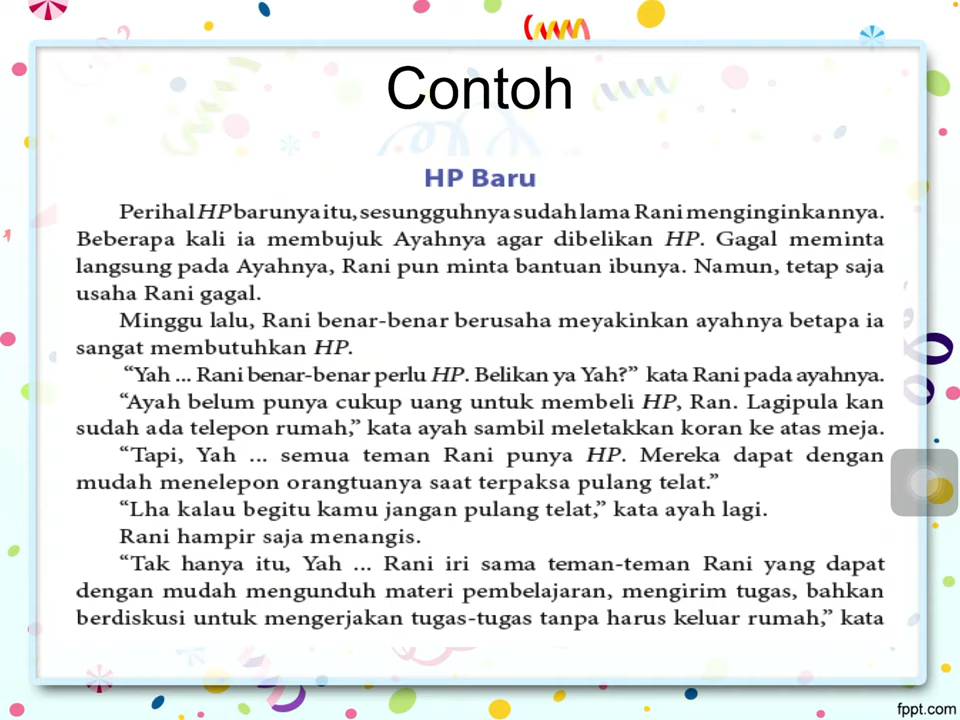 Contoh
HP Baru
Perihal HP barunya itu, sesungguhnya sudah lama Rani menginginkannya.
Beberapa kali ia membujuk Ayahnya agar dibelikan HP. Gagal meminta
langsung pada Ayahnya, Rani pun minta bantuan ibunya. Namun, tetap saja
usaha Rani gagal.
Minggu lalu, Rani benar-benar berusaha meyakinkan ayahnya betapa ia
sangat membutuhkan HP.
“Yah ... Rani benar-benar perlu HP. Belikan ya Yah?” kata Rani pada ayahnya.
“Ayah belum punya cukup uang untuk membeli HP, Ran. Lagipula kan
sudah ada telepon rumah,” kata ayah sambil meletakkan koran ke atas meja.
“Tapi, Yah ... semua teman Rani punya HP. Mereka dapat dengan
mudah menelepon orangtuanya saat terpaksa pulang telat.”
“Lha kalau begitu kamu jangan pulang telat,” kata ayah lagi.
Rani hampir saja menangis.
“Tak hanya itu, Yah ... Rani iri sama teman-teman Rani yang dapat
dengan mudah mengunduh materi pembelajaran, mengirim tugas, bahkan
berdiskusi untuk mengerjakan tugas-tugas tanpa harus keluar rumah,” kata
fppt.com